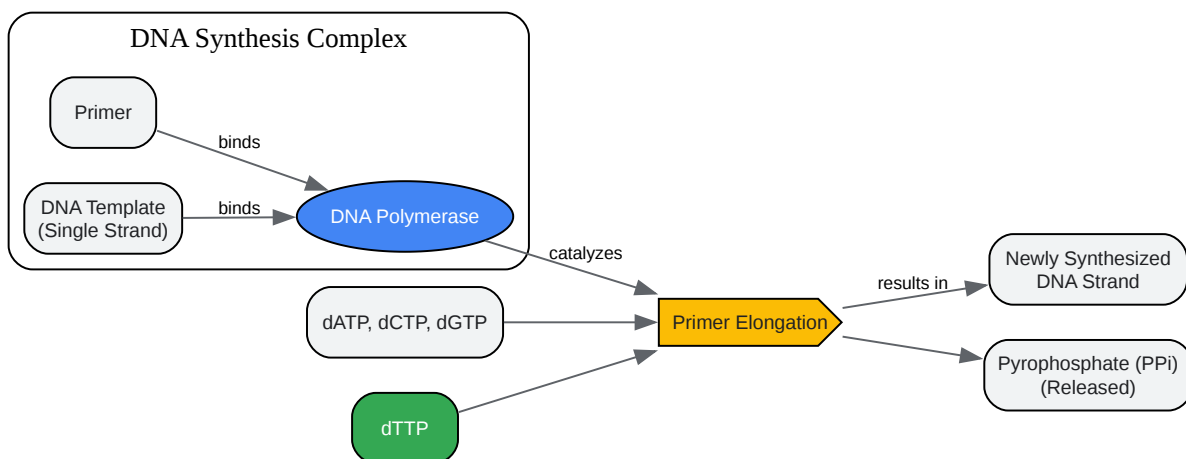 DNA Synthesis Complex
Primer
binds
DNA Template
(Single Strand)
binds
DNA Polymerase
catalyzes
dATP, dCTP, dGTP
dTTP
Primer Elongation
results in
Newly Synthesized
DNA Strand
Pyrophosphate (PPi)
(Released)